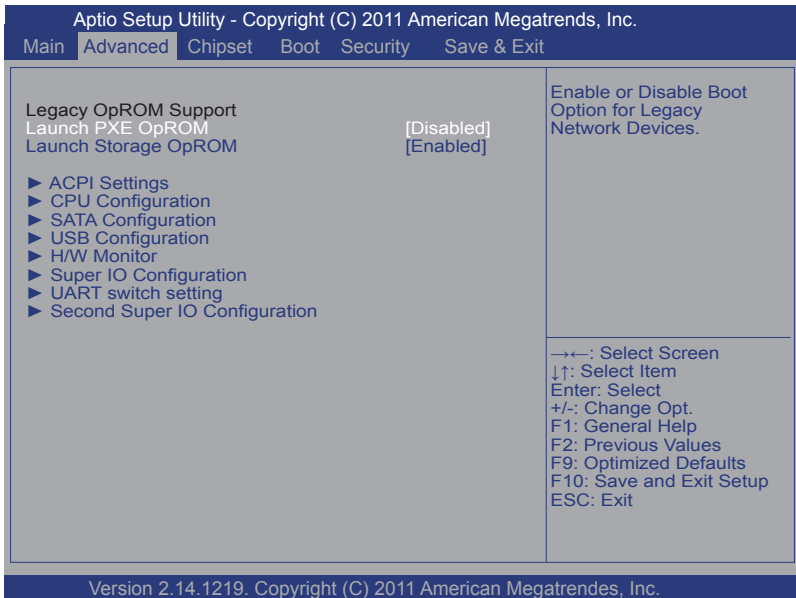 Aptio Setup Utility - Copyright (C) 2011 American Megatrends, Inc.
Main Advanced Chipset Boot Security Save & Exit
Legacy OpROM Support
Launch PXE OpROM [Disabled]
Launch Storage OpROM [Enabled]
► ACPI Settings
► CPU Configuration
► SATA Configuration
► USB Configuration
► H/W Monitor
► Super IO Configuration
► UART switch setting
► Second Super IO Configuration
Enable or Disable Boot
Option for Legacy
Network Devices.
→←: Select Screen
↓↑: Select Item
Enter: Select
+/-: Change Opt.
F1: General Help
F2: Previous Values
F9: Optimized Defaults
F10: Save and Exit Setup
ESC: Exit
Version 2.14.1219. Copyright (C) 2011 American Megatrendes, Inc.